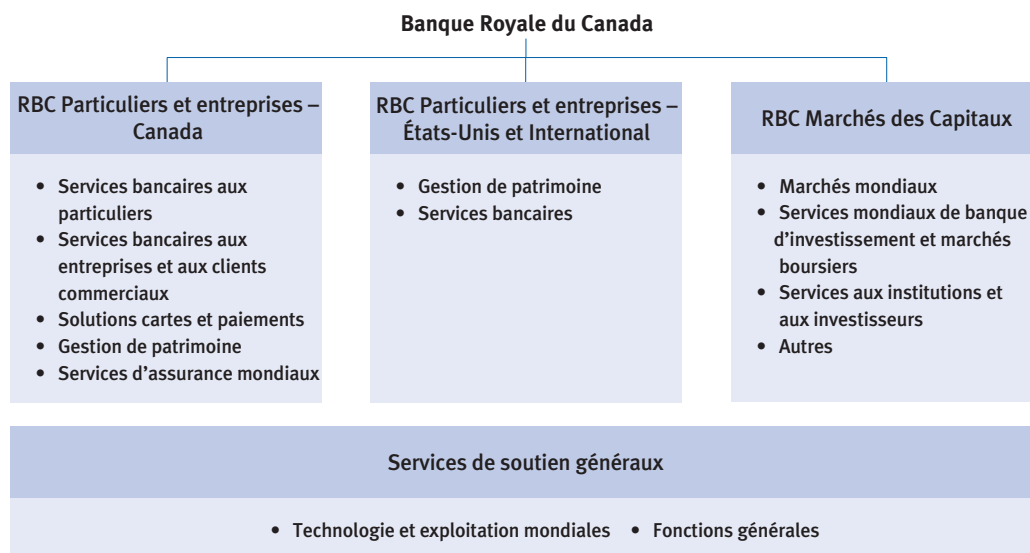 Banque Royale du Canada
RBC Particuliers et entreprises –
Canada
• Services bancaires aux
particuliers
• Services bancaires aux
entreprises et aux clients
commerciaux
• Solutions cartes et paiements
• Gestion de patrimoine
• Services d'assurance mondiaux
RBC Particuliers et entreprises –
États-Unis et International
• Gestion de patrimoine
• Services bancaires
RBC Marchés des Capitaux
• Marchés mondiaux
• Services mondiaux de banque
d'investissement et marchés
boursiers
• Services aux institutions et
aux investisseurs
• Autres
Services de soutien généraux
• Technologie et exploitation mondiales • Fonctions générales